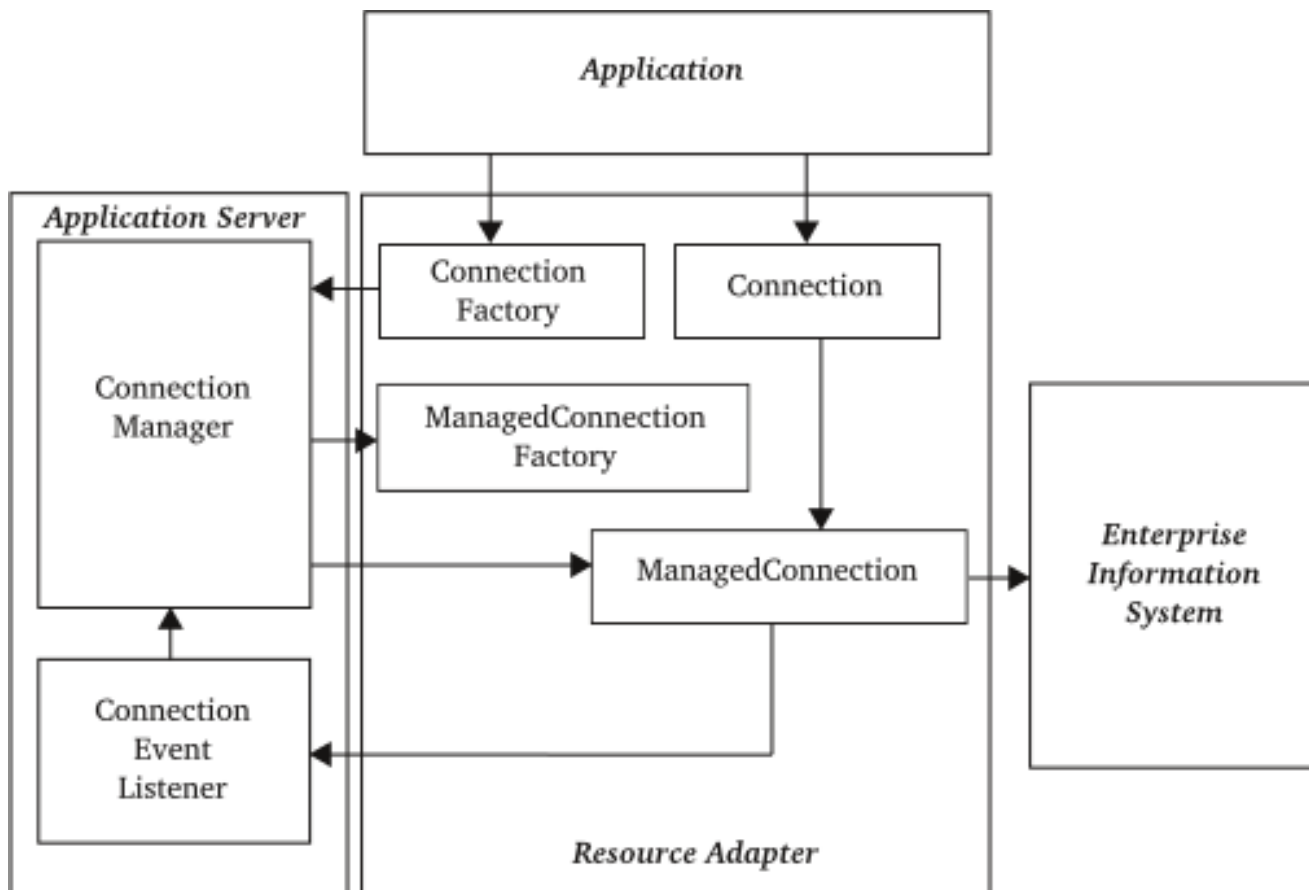 Application
Application Server
Connection
Factory
Connection
Connection
Manager
ManagedConnection
Factory
ManagedConnection
Enterprise
Information
System
Connection
Event
Listener
Resource Adapter